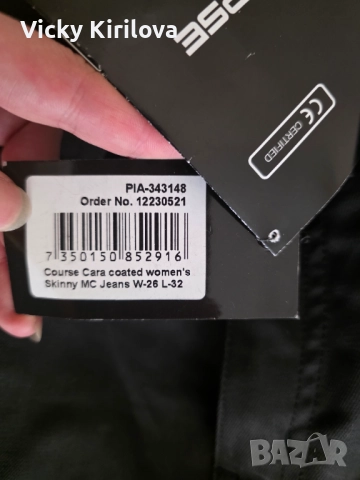 Vicky Kirilova
CERTIFIED
PIA-343148
Order No. 12230521
7 350150 852916
Course Cara coated women's
Skinny MC Jeans W-26 L-32
BAZAR